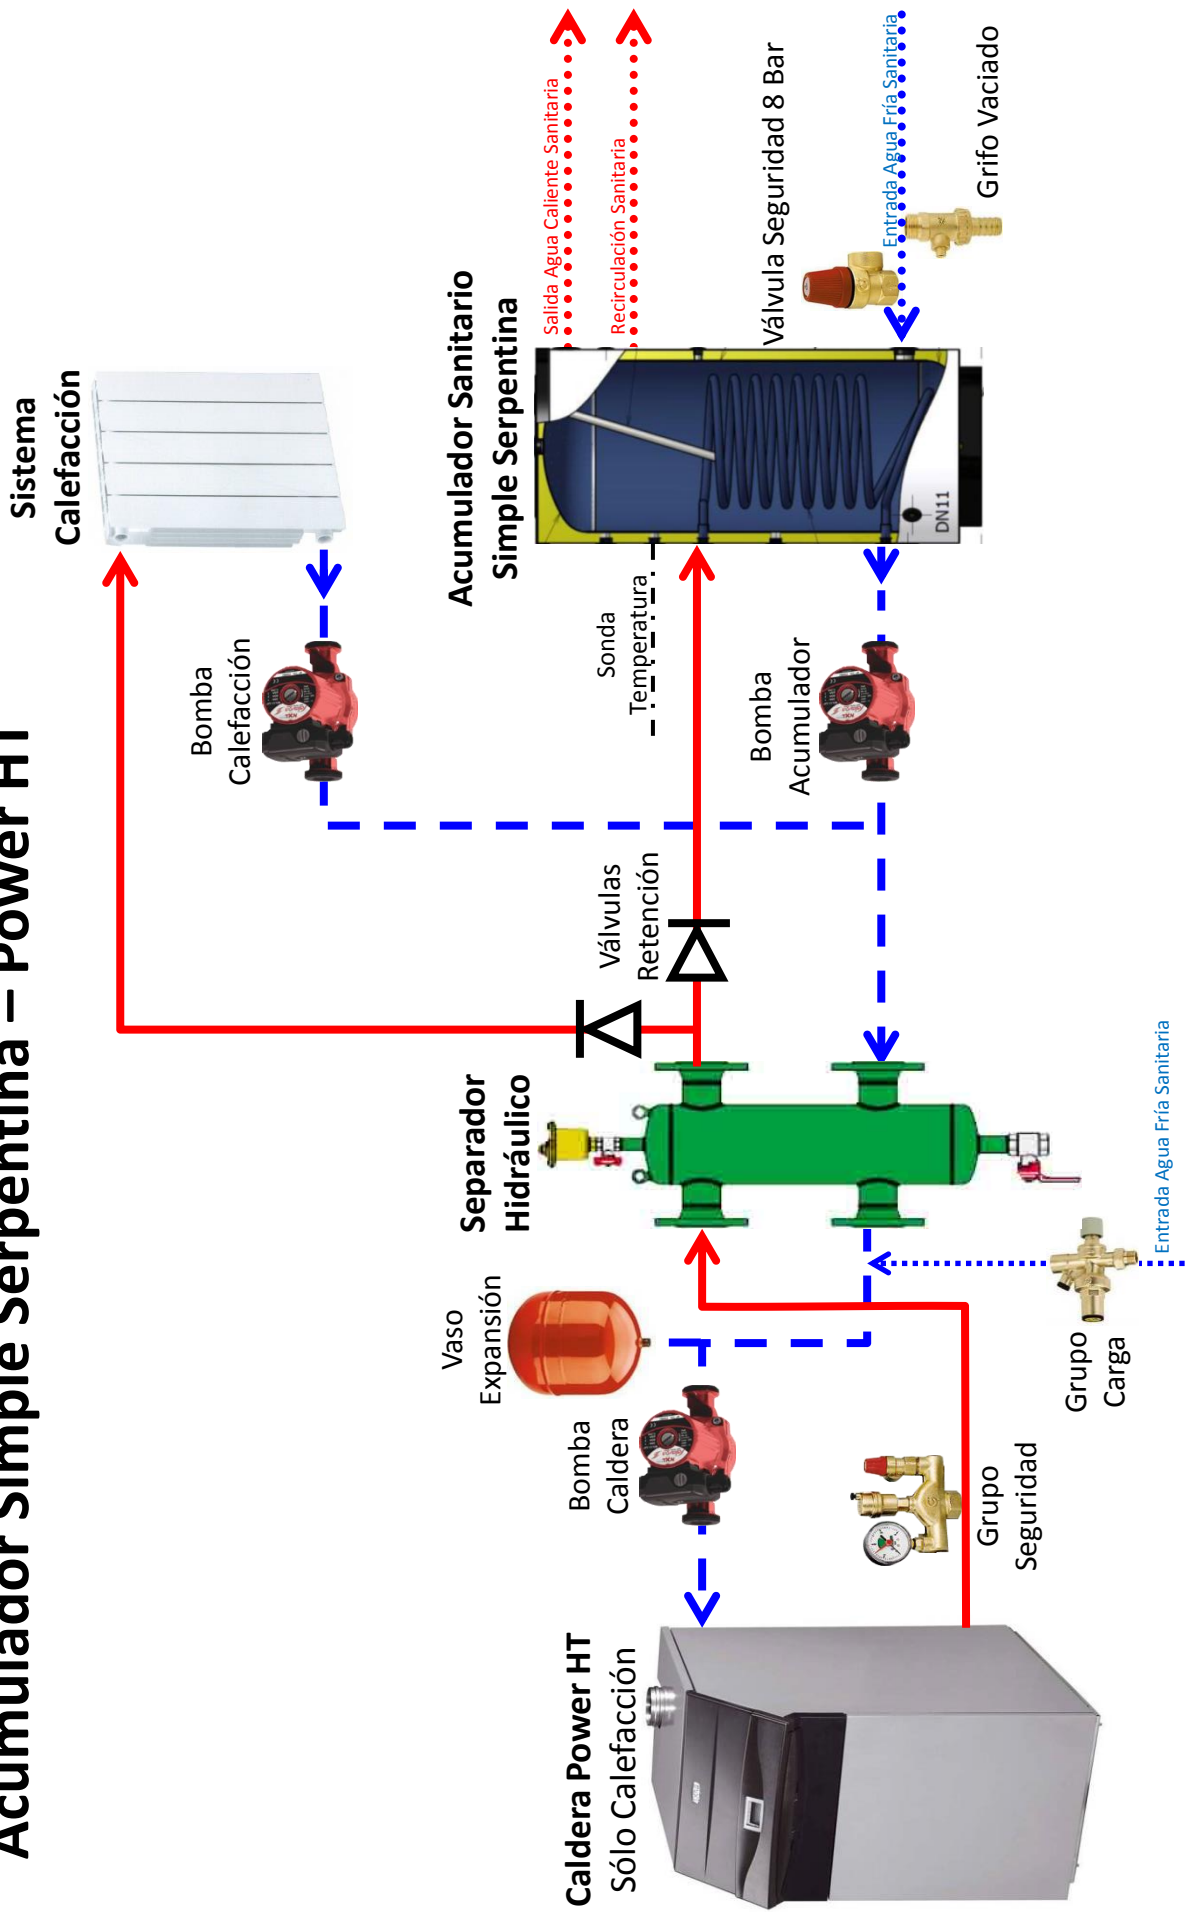 Acumulador Simple Serpentina – Power HT
Sistema
Calefacción
Bomba
Calefacción
Acumulador Sanitario
Simple Serpentina
Salida Agua Caliente Sanitaria
Recirculación Sanitaria
Sonda
Temperatura
Válvula Seguridad 8 Bar
Entrada Agua Fría Sanitaria
Grifo Vaciado
DN11
Bomba
Acumulador
Válvulas
Retención
Separador
Hidráulico
Vaso
Expansión
Bomba
Caldera
Grupo
Carga
Entrada Agua Fría Sanitaria
Grupo
Seguridad
Caldera Power HT
Sólo Calefacción